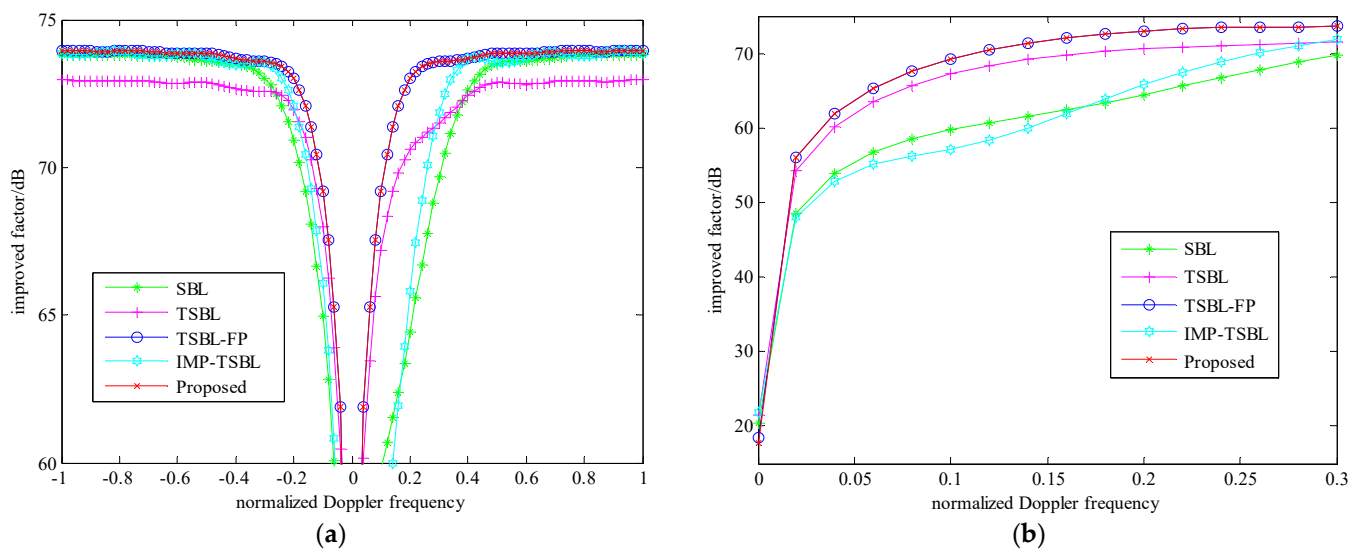 75
70
65
60
improved factor/dB
SBL
TSBL
TSBL-FP
IMP-TSBL
Proposed
-1 -0.8 -0.6 -0.4 -0.2 0 0.2 0.4 0.6 0.8 1
normalized Doppler frequency
(a)
70
60
50
40
30
20
improved factor/dB
SBL
TSBL
TSBL-FP
IMP-TSBL
Proposed
0 0.05 0.1 0.15 0.2 0.25 0.3
normalized Doppler frequency
(b)